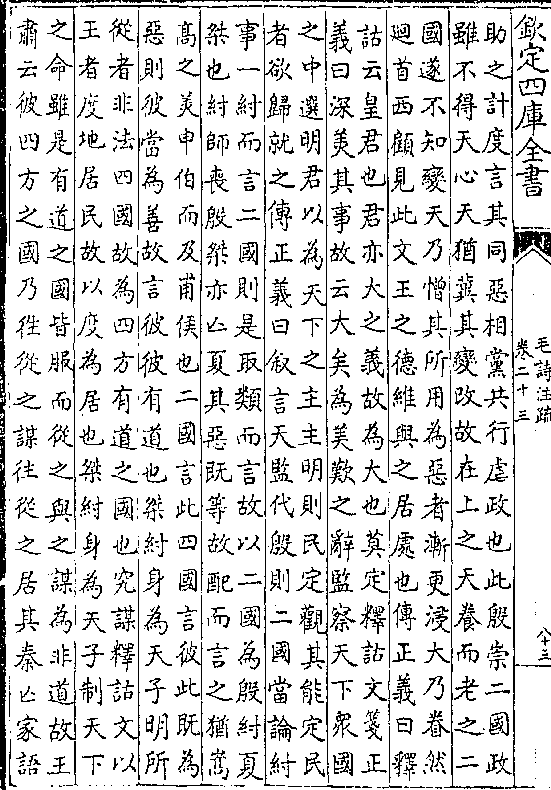 欽定四庫全書
毛詩注疏
卷二十三
八十三
助之計度言其同惡相黨共行虐政也此殷崇二國政
雖不得天心天猶兾其變改故在上之天養而老之二
國遂不知變天乃憎其所用為惡者漸更浸大乃眷然
迴首西顧見此文王之德維與之居處也傳正義曰釋
詁云皇君也君亦大之義故為大也莫定釋詁文箋正
義曰深美其事故云大矣為美歎之辭監察天下衆國
之中選明君以為天下之主主明則民定觀其能定民
者欲歸就之傳正義曰叙言天監代殷則二國當論紂
事一紂而言二國則是取類而言故以二國為殷紂夏
桀也紂師喪殷桀亦亾夏其惡既等故配而言之猶嵩
髙之美申伯而及甫侯也二國言此四國言彼此既為
惡則彼當為善故言彼彼有道也桀紂身為天子明所
從者非法四國故為四方有道之國也究謀釋詁文以
王者度地居民故以度為居也桀紂身為天子制天下
之命雖是有道之國皆服而從之與之謀為非道故王
肅云彼四方之國乃徃從之謀徃從之居其秦亾家語